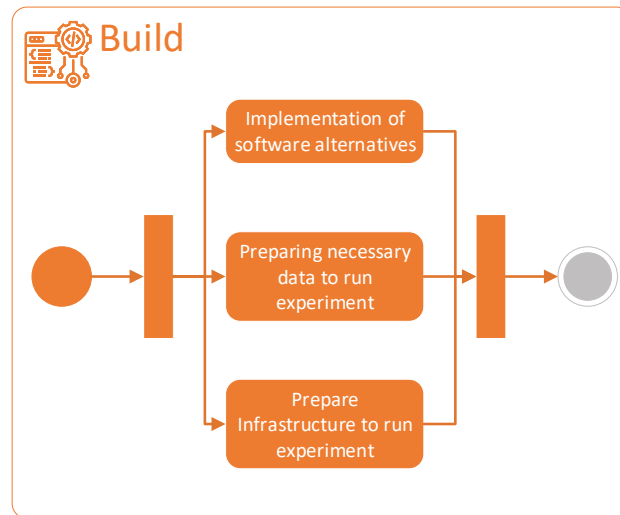 Build
Implementation of
software alternatives
Preparing necessary
data to run
experiment
Prepare
Infrastructure to run
experiment